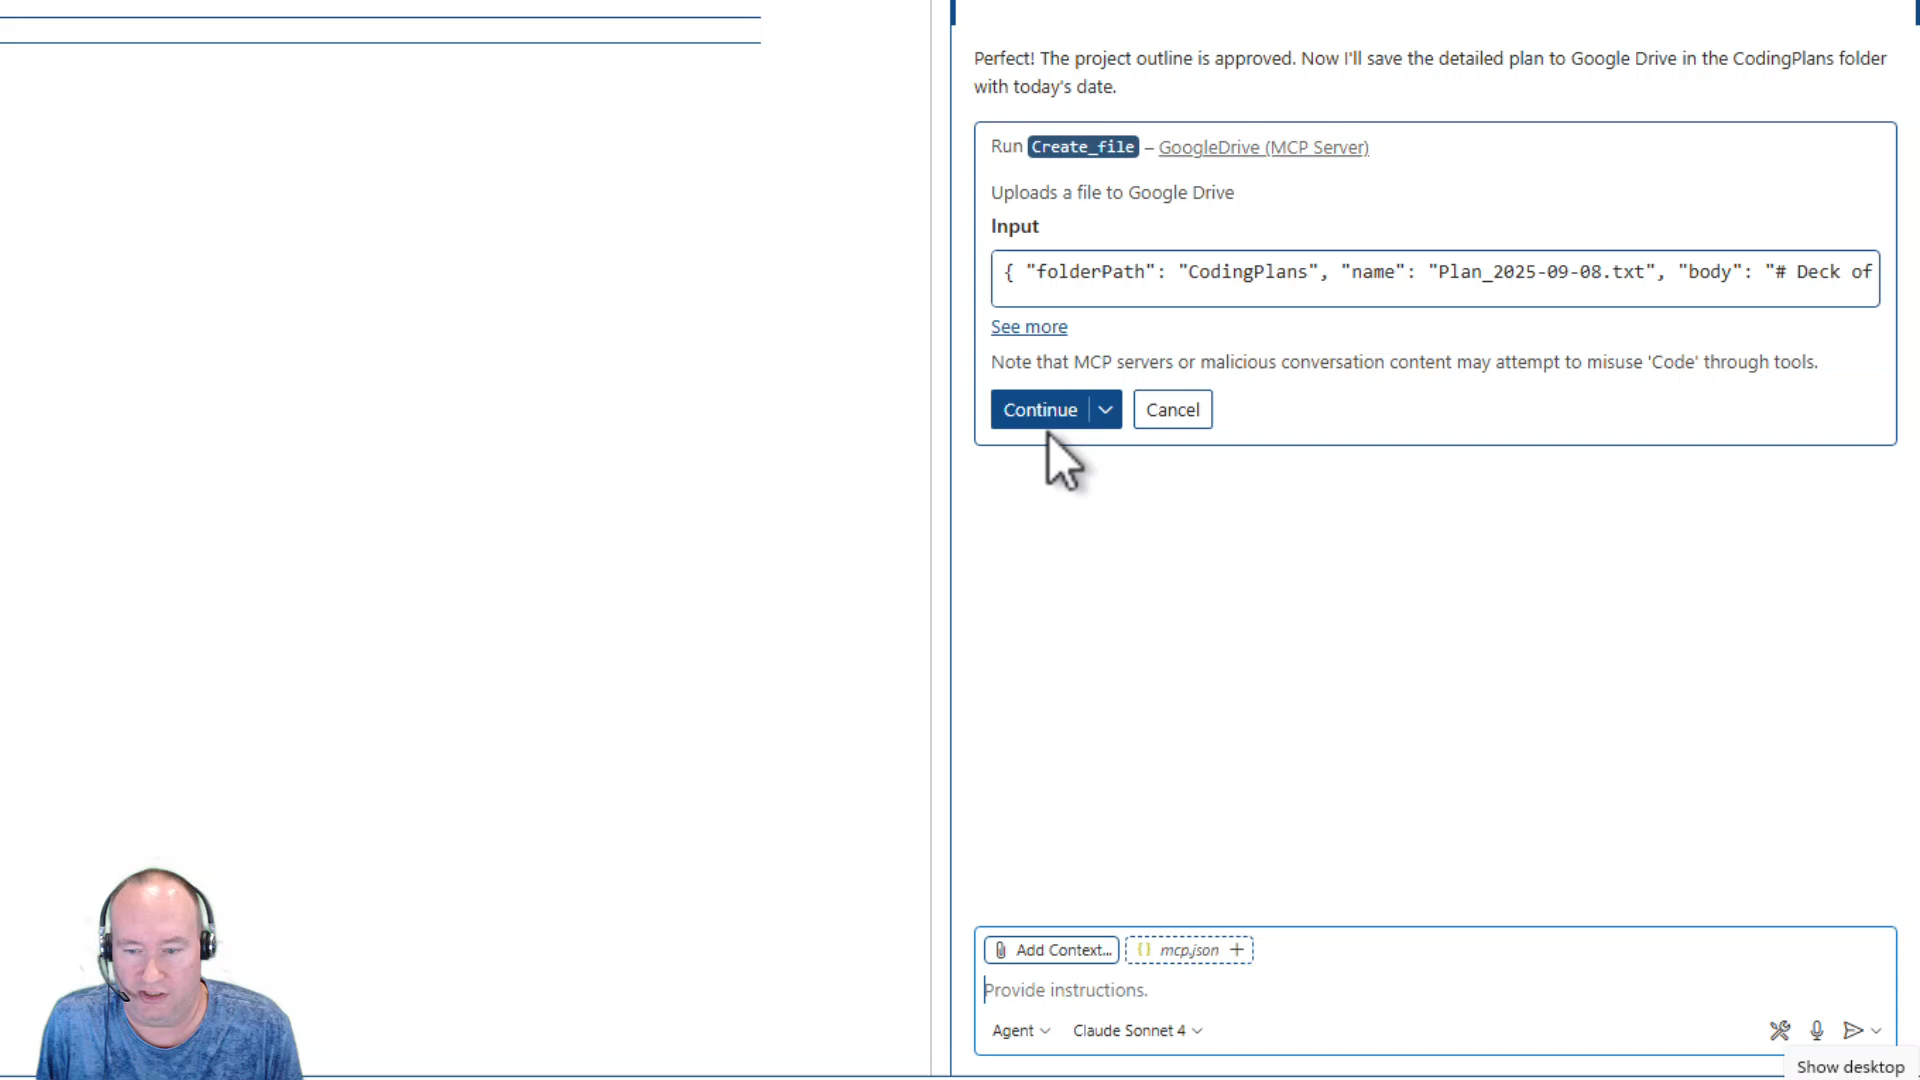 Perfect! The project outline is approved. Now I'll save the detailed plan to Google Drive in the CodingPlans folder
with today's date.
Run Create_file – GoogleDrive (MCP Server)
Uploads a file to Google Drive
Input
{ "folderPath": "CodingPlans", "name": "Plan_2025-09-08.txt", "body": "# Deck of
See more
Note that MCP servers or malicious conversation content may attempt to misuse 'Code' through tools.
Continue
Cancel
Add Context...
{} mcp.json +
Provide instructions.
Agent
Claude Sonnet 4
Show desktop